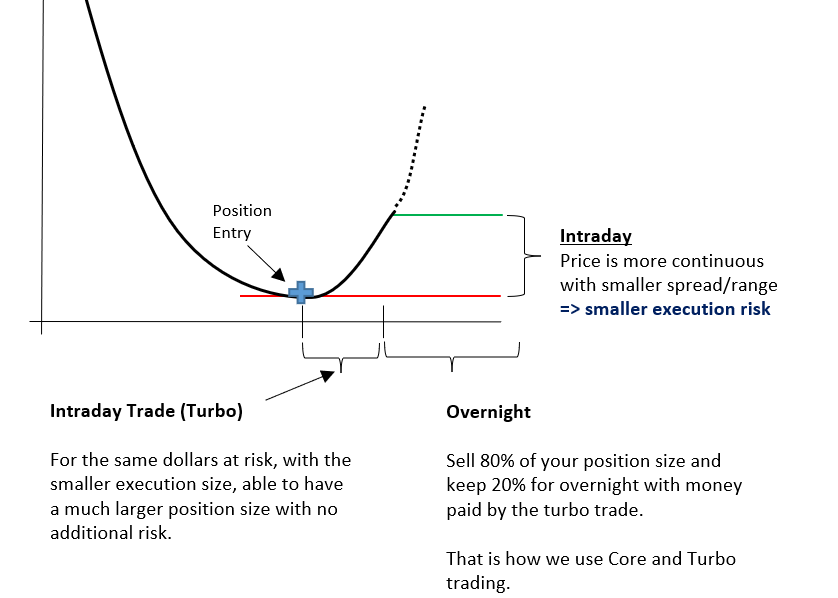 Position
Entry
Intraday
Price is more continuous
with smaller spread/range
=> smaller execution risk
Intraday Trade (Turbo)
For the same dollars at risk, with the
smaller execution size, able to have
a much larger position size with no
additional risk.
Overnight
Sell 80% of your position size and
keep 20% for overnight with money
paid by the turbo trade.
That is how we use Core and Turbo
trading.